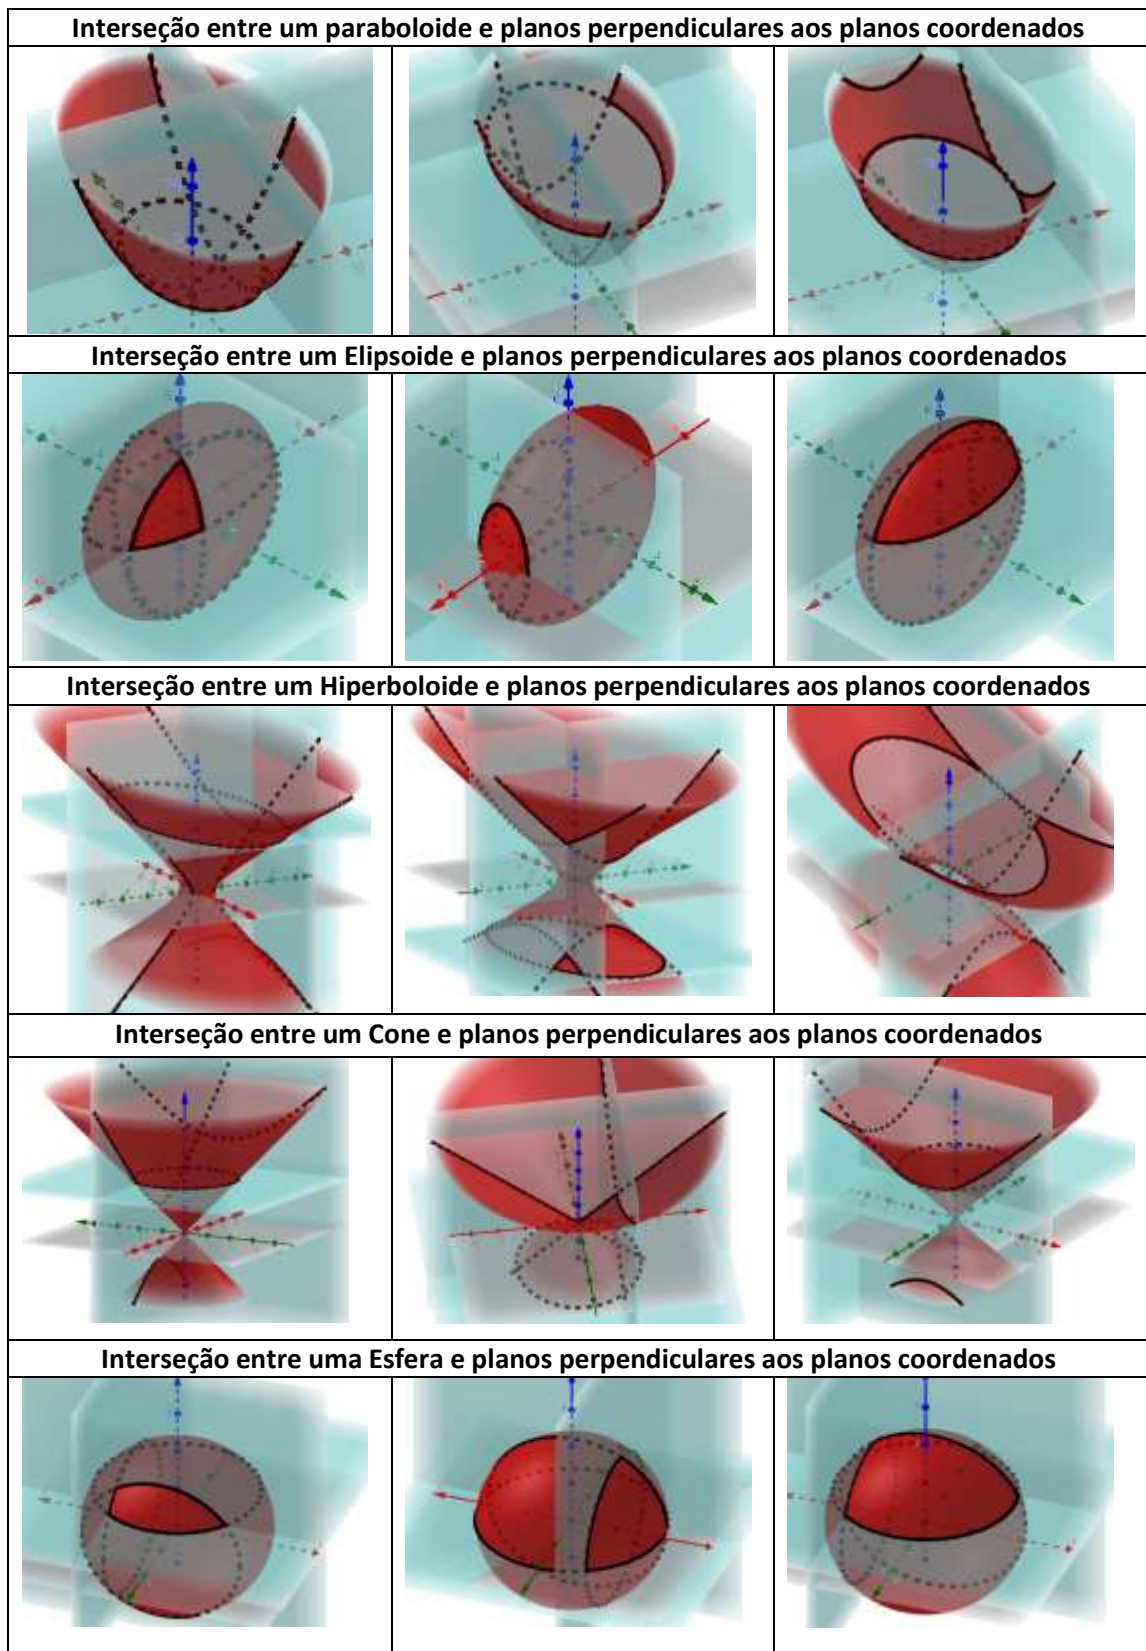 Interseção entre um paraboloide e planos perpendiculares aos planos coordenados
Interseção entre um Elipsoide e planos perpendiculares aos planos coordenados
Interseção entre um Hiperboloide e planos perpendiculares aos planos coordenados
Interseção entre um Cone e planos perpendiculares aos planos coordenados
Interseção entre uma Esfera e planos perpendiculares aos planos coordenados